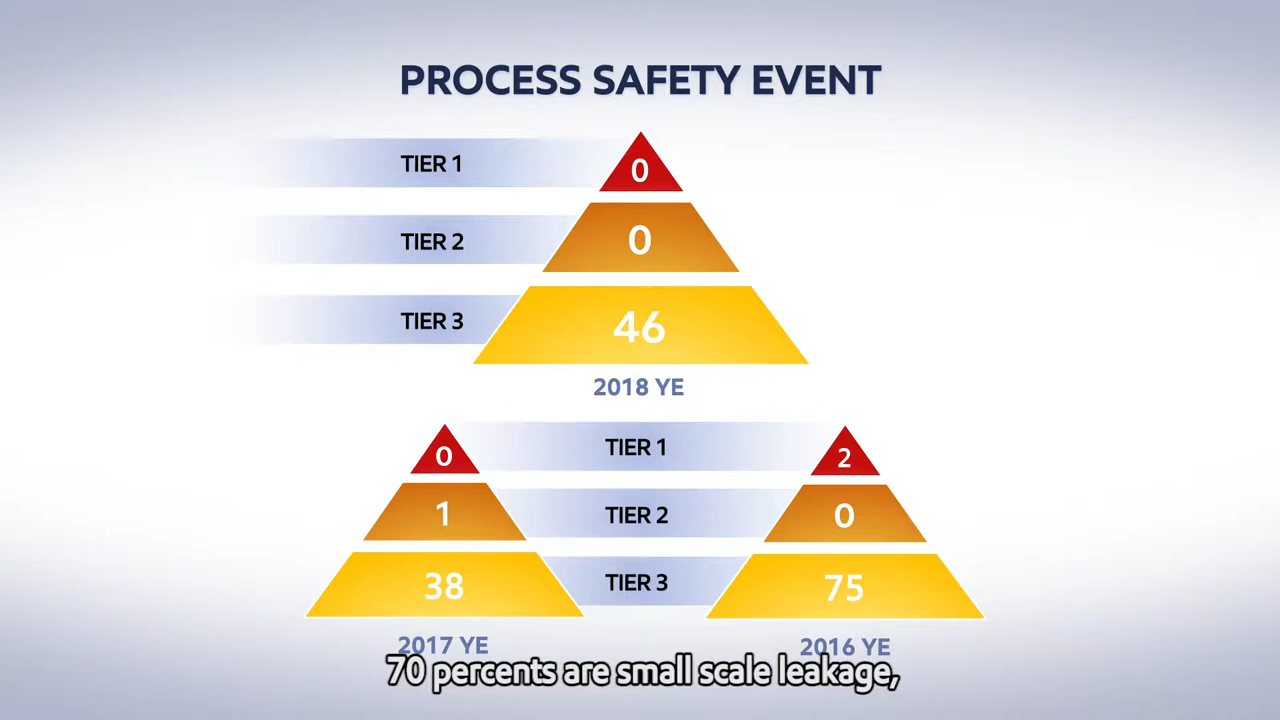 PROCESS SAFETY EVENT
TIER 1
0
TIER 2
0
TIER 3
46
2018 YE
0
TIER 1
2
1
TIER 2
0
38
TIER 3
75
2017 YE
2016 YE
70 percents are small scale leakage,